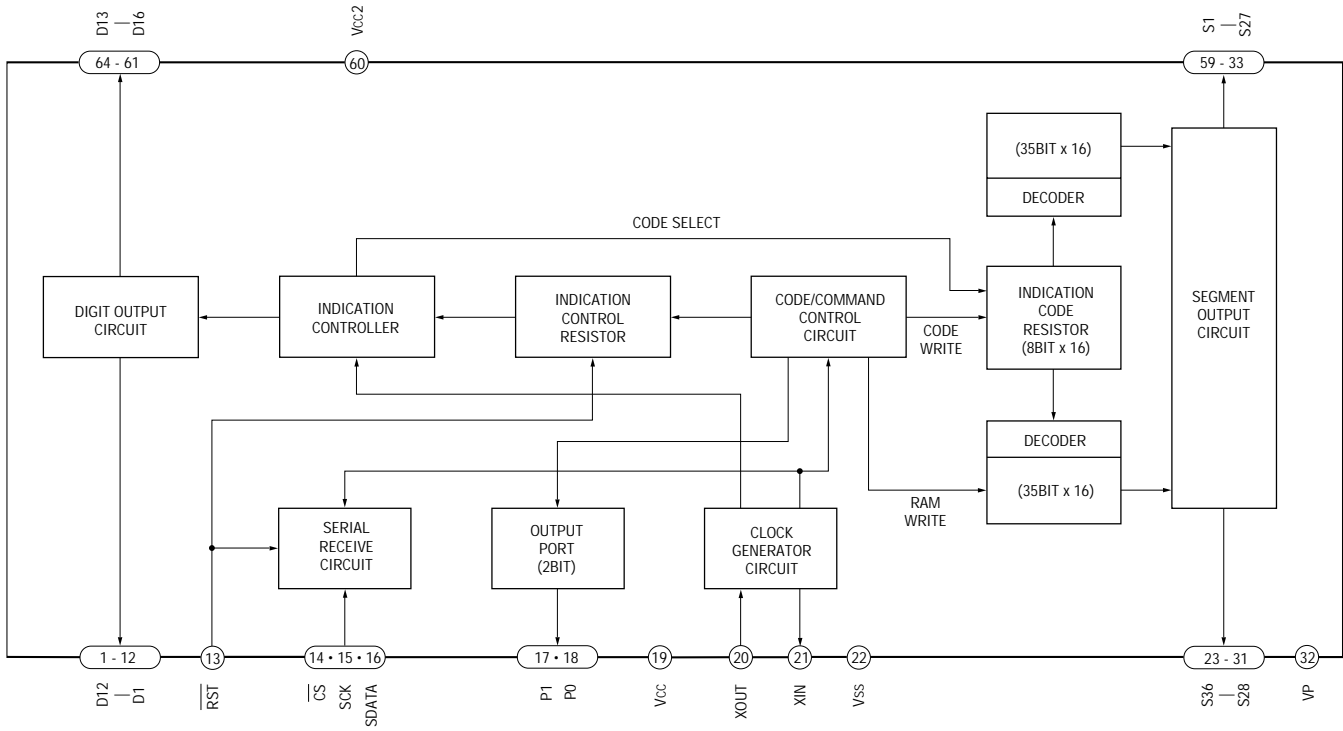 D13 — D16
VCC2
S1 — S27
64 - 61
60
59 - 33
(35BIT x 16)
DECODER
CODE SELECT
DIGIT OUTPUT
CIRCUIT
INDICATION
CONTROLLER
INDICATION
CONTROL
RESISTOR
CODE/COMMAND
CONTROL
CIRCUIT
CODE
WRITE
INDICATION
CODE
RESISTOR
(8BIT x 16)
SEGMENT
OUTPUT
CIRCUIT
DECODER
(35BIT x 16)
RAM
WRITE
SERIAL
RECEIVE
CIRCUIT
OUTPUT
PORT
(2BIT)
CLOCK
GENERATOR
CIRCUIT
1 - 12
13
14 • 15 • 16
17 • 18
19
20
21
22
23 - 31
32
D12 — D1
RST
CS
SCK
SDATA
P1
P0
VCC
XOUT
XIN
VSS
S36 — S28
VP